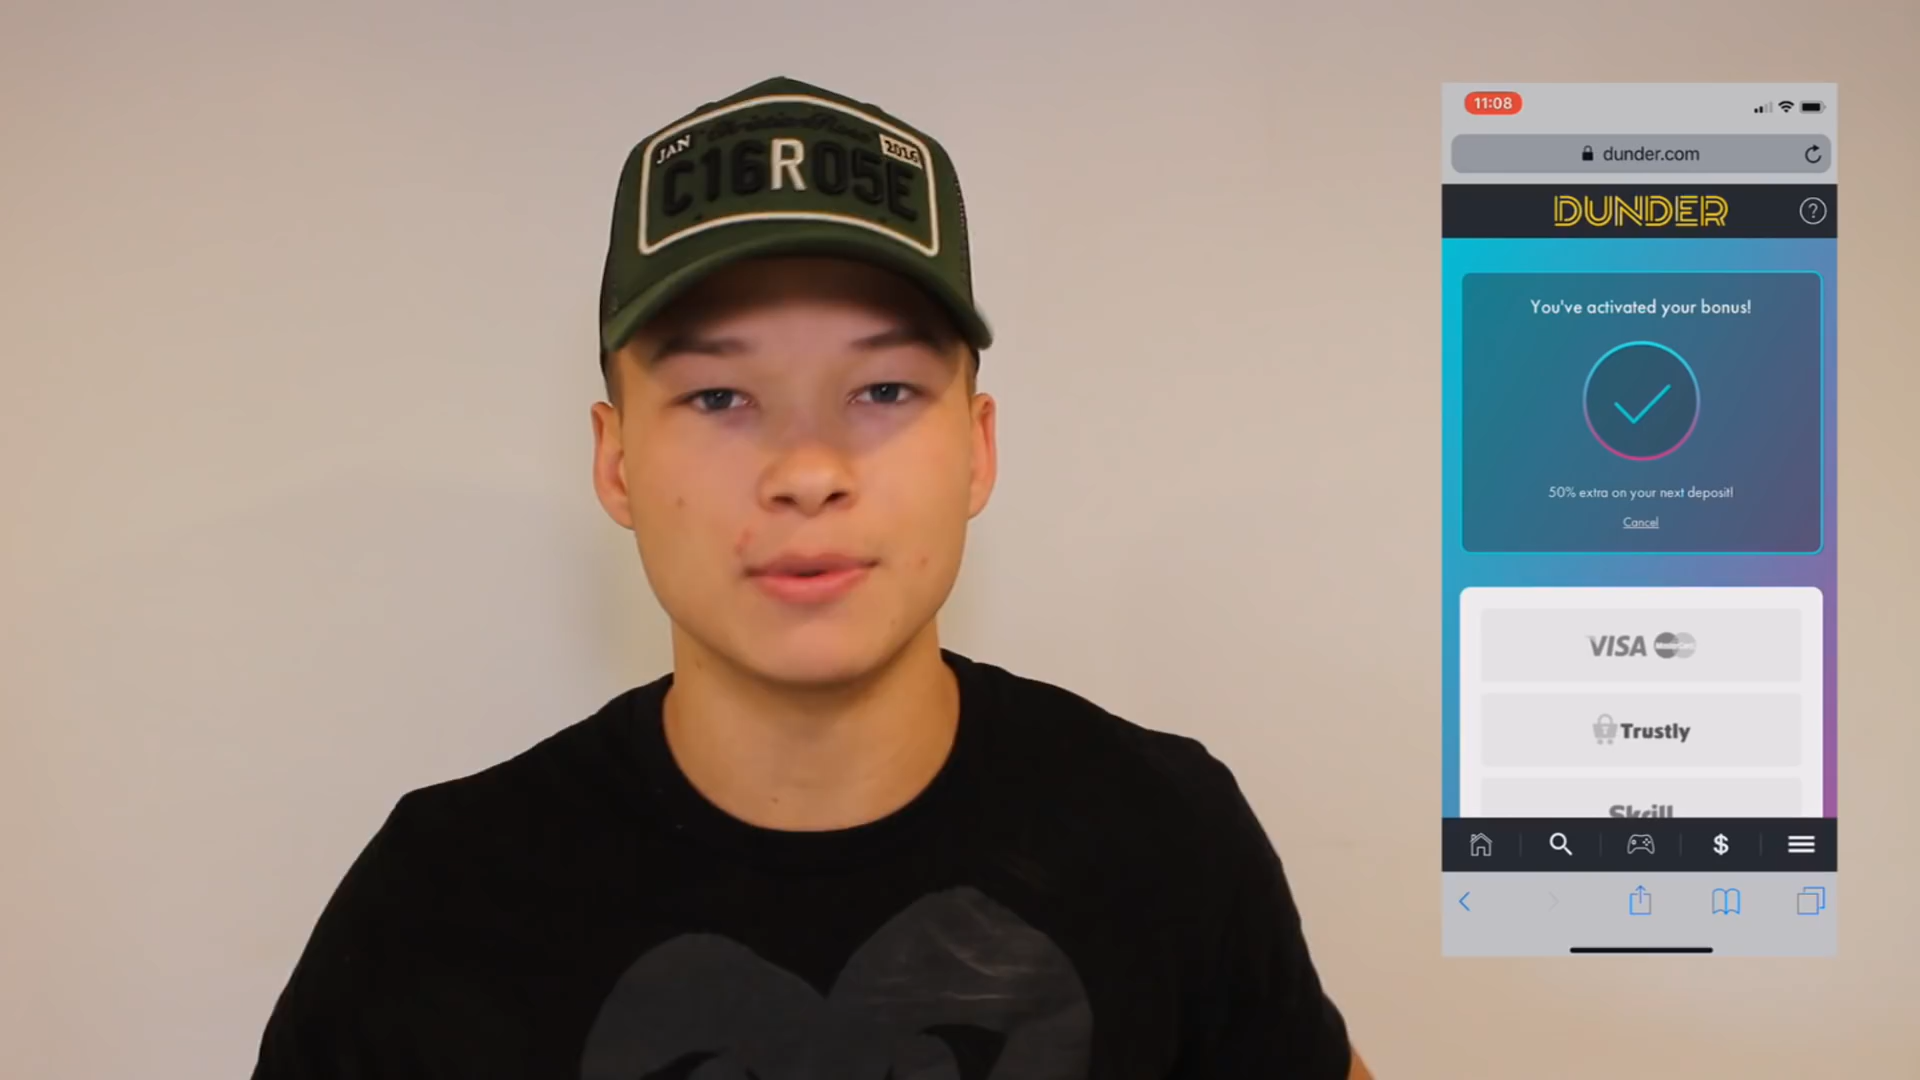 JAN
2016
C16R05E
11:08
dunder.com
DUNDER
You've activated your bonus!
50% extra on your next deposit!
Cancel
VISA MasterCard
Trustly
Skrill